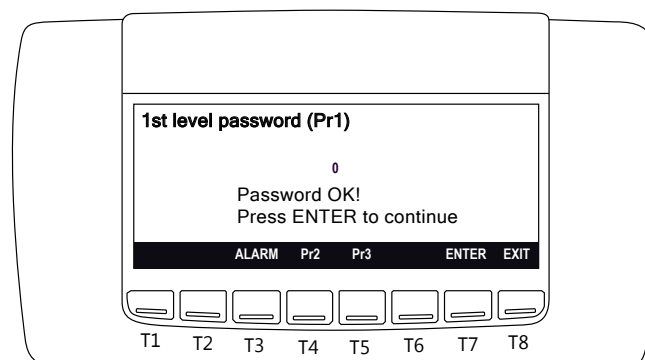 1st level password (Pr1)
0
Password OK!
Press ENTER to continue
ALARM Pr2 Pr3 ENTER EXIT
T1 T2 T3 T4 T5 T6 T7 T8